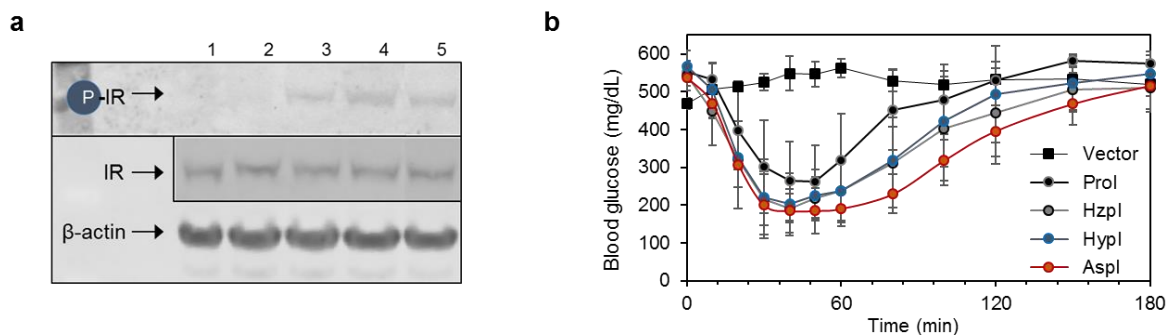 a
1 2 3 4 5
P-IR
IR
β-actin
b
Blood glucose (mg/dL)
600
500
400
300
200
100
0
Vector
ProI
HzpI
HypI
AspI
0 60 120 180
Time (min)